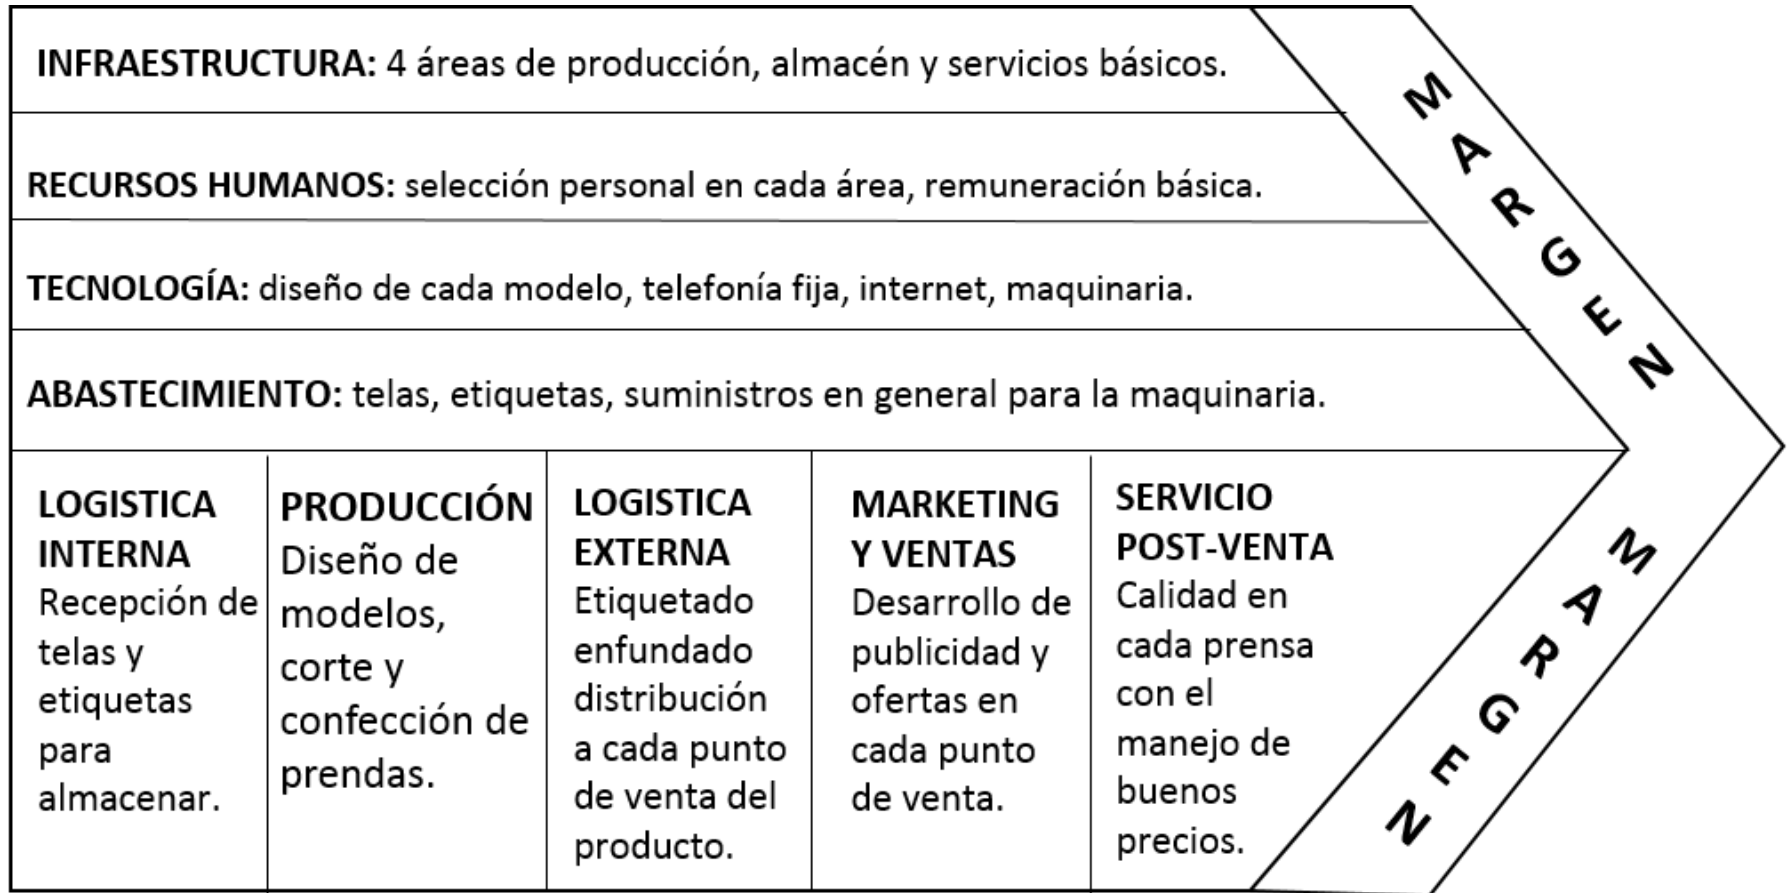 INFRAESTRUCTURA: 4 áreas de producción, almacén y servicios básicos.
RECURSOS HUMANOS: selección personal en cada área, remuneración básica.
TECNOLOGÍA: diseño de cada modelo, telefonía fija, internet, maquinaria.
ABASTECIMIENTO: telas, etiquetas, suministros en general para la maquinaria.
LOGISTICA
INTERNA
Recepción de
telas y
etiquetas
para
almacenar.
PRODUCCIÓN
Diseño de
modelos,
corte y
confección de
prendas.
LOGISTICA
EXTERNA
Etiquetado
enfundado
distribución
a cada punto
de venta del
producto.
MARKETING
Y VENTAS
Desarrollo de
publicidad y
ofertas en
cada punto
de venta.
SERVICIO
POST-VENTA
Calidad en
cada prensa
con el
manejo de
buenos
precios.
MARGEN
MARGEN